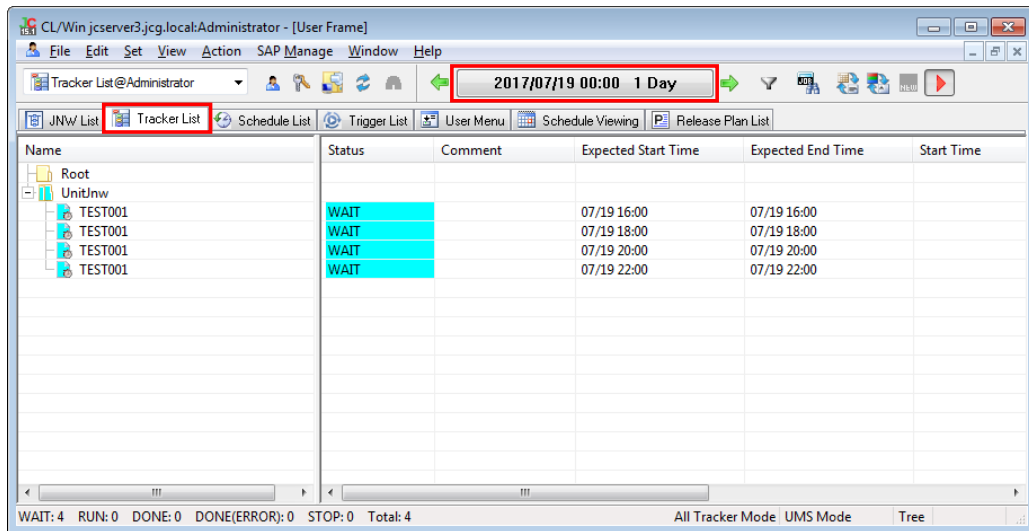 CL/Win jcserver3.jcg.local:Administrator - [User Frame]
File Edit Set View Action SAP Manage Window Help
Tracker List@Administrator 2017/07/19 00:00 1 Day
JNW List Tracker List Schedule List Trigger List User Menu Schedule Viewing Release Plan List
Name Status Comment Expected Start Time Expected End Time Start Time
Root
UnitJnw
TEST001 WAIT 07/19 16:00 07/19 16:00
TEST001 WAIT 07/19 18:00 07/19 18:00
TEST001 WAIT 07/19 20:00 07/19 20:00
TEST001 WAIT 07/19 22:00 07/19 22:00
WAIT: 4 RUN: 0 DONE: 0 DONE(ERROR): 0 STOP: 0 Total: 4 All Tracker Mode UMS Mode Tree